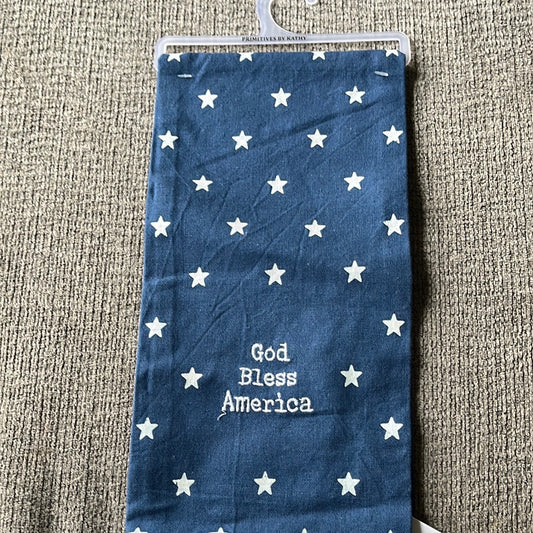 PRIMITIVES BY KATHY
God
Bless
America